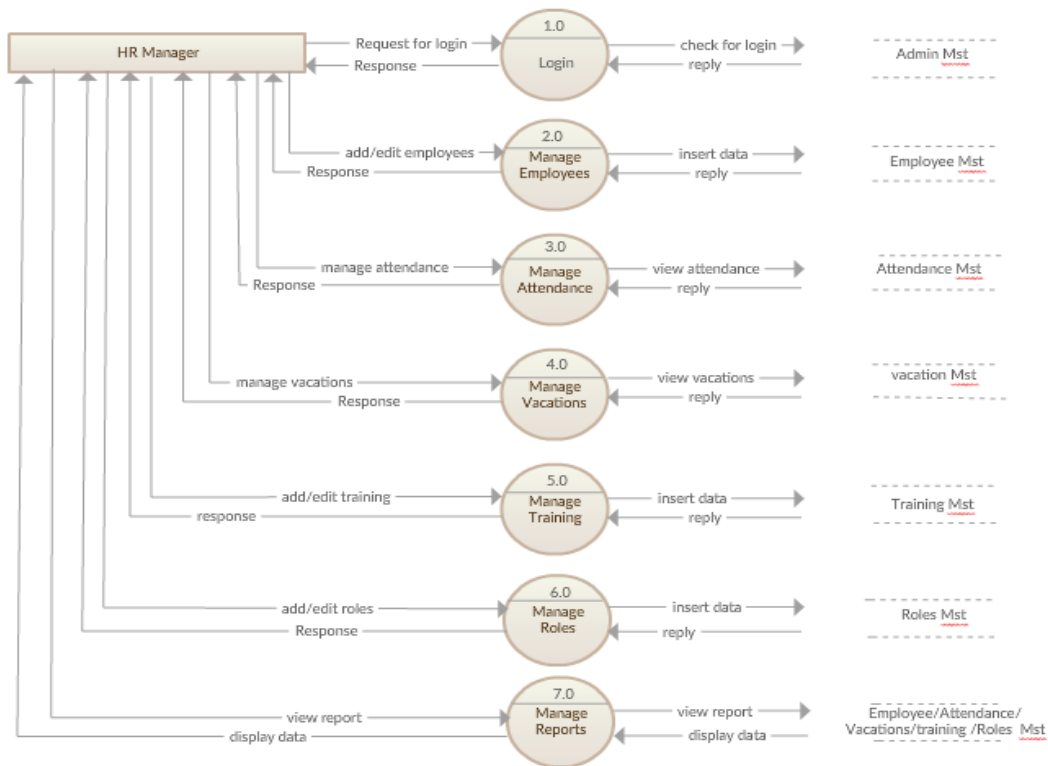 HR Manager
Request for login
Response
1.0
Login
check for login
reply
Admin Mst
add/edit employees
Response
2.0
Manage
Employees
insert data
reply
Employee Mst
manage attendance
Response
3.0
Manage
Attendance
view attendance
reply
Attendance Mst
manage vacations
Response
4.0
Manage
Vacations
view vacations
reply
vacation Mst
add/edit training
response
5.0
Manage
Training
insert data
reply
Training Mst
add/edit roles
Response
6.0
Manage
Roles
insert data
reply
Roles Mst
view report
display data
7.0
Manage
Reports
view report
display data
Employee/Attendance/
Vacations/training /Roles Mst